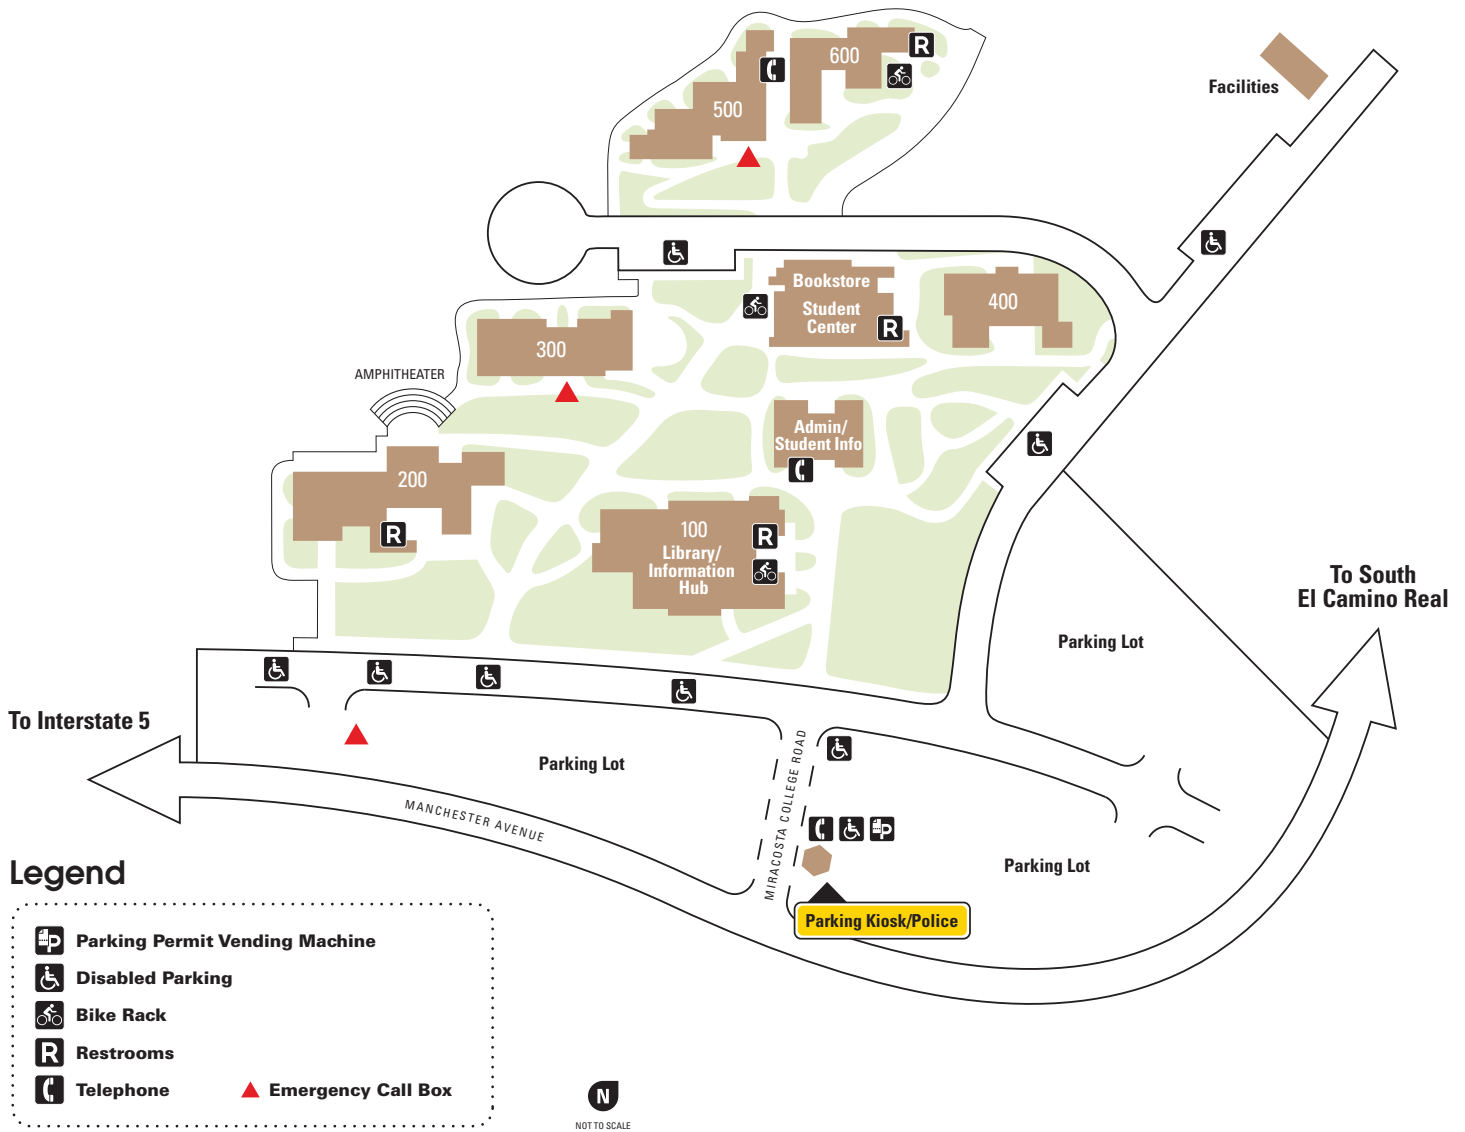 600
R
500
Facilities
Bookstore
Student
Center
R
400
300
AMPHITHEATER
Admin/
Student Info
200
R
100
Library/
Information
Hub
R
To South
El Camino Real
Parking Lot
To Interstate 5
Parking Lot
MIRACOSTA COLLEGE ROAD
MANCHESTER AVENUE
P
Parking Lot
Parking Kiosk/Police
Legend
P Parking Permit Vending Machine
Disabled Parking
Bike Rack
R Restrooms
Telephone
Emergency Call Box
N
NOT TO SCALE